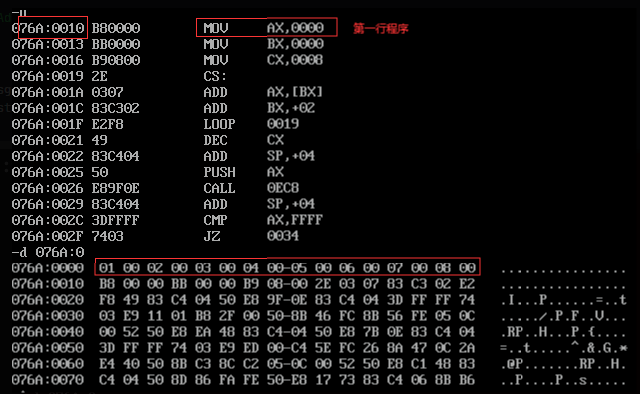 -u
076A:0010 B80000 MOV AX,0000 第一行程序
076A:0013 BB0000 MOV BX,0000
076A:0016 B90800 MOV CX,0008
076A:0019 2E CS:
076A:001A 0307 ADD AX,[BX]
076A:001C 83C302 ADD BX,+02
076A:001F E2F8 LOOP 0019
076A:0021 49 DEC CX
076A:0022 83C404 ADD SP,+04
076A:0025 50 PUSH AX
076A:0026 E89F0E CALL 0EC8
076A:0029 83C404 ADD SP,+04
076A:002C 3DFFFF CMP AX,FFFF
076A:002F 7403 JZ 0034
-d 076A:0
076A:0000 01 00 02 00 03 00 04 00-05 00 06 00 07 00 08 00 ................
076A:0010 B8 00 00 BB 00 00 B9 08-00 2E 03 07 83 C3 02 E2 ................
076A:0020 F8 49 83 C4 04 50 E8 9F-0E 83 C4 04 3D FF FF 74 .I...P......=..t
076A:0030 03 E9 11 01 B8 2F 00 50-8B 46 FC 8B 56 FE 05 0C ...../.P.F..V...
076A:0040 00 52 50 E8 EA 48 83 C4-04 50 E8 7B 0E 83 C4 04 .RP..H...P.{....
076A:0050 3D FF FF 74 03 E9 ED 00-C4 5E FC 26 8A 47 0C 2A =..t.....^.&.G.*
076A:0060 E4 40 50 8B C3 8C C2 05-0C 00 52 50 E8 C1 48 83 .@P.......RP..H.
076A:0070 C4 04 50 8D 86 FA FE 50-E8 17 73 83 C4 06 8B B6 ..P....P..s.....